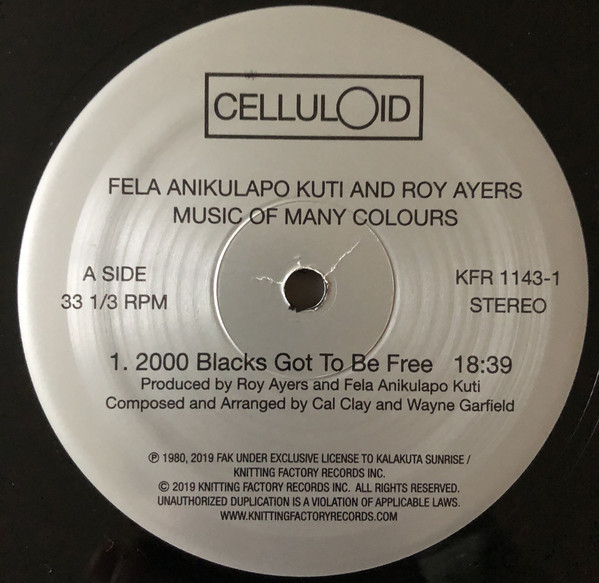 CELLULOID
FELA ANIKULAPO KUTI AND ROY AYERS
MUSIC OF MANY COLOURS
A SIDE
33 1/3 RPM
KFR 1143-1
STEREO
1. 2000 Blacks Got To Be Free 18:39
Produced by Roy Ayers and Fela Anikulapo Kuti
Composed and Arranged by Cal Clay and Wayne Garfield
℗ 1980, 2019 FAK UNDER EXCLUSIVE LICENSE TO KALAKUTA SUNRISE /
KNITTING FACTORY RECORDS INC.
© 2019 KNITTING FACTORY RECORDS INC. ALL RIGHTS RESERVED.
UNAUTHORIZED DUPLICATION IS A VIOLATION OF APPLICABLE LAWS.
WWW.KNITTINGFACTORYRECORDS.COM